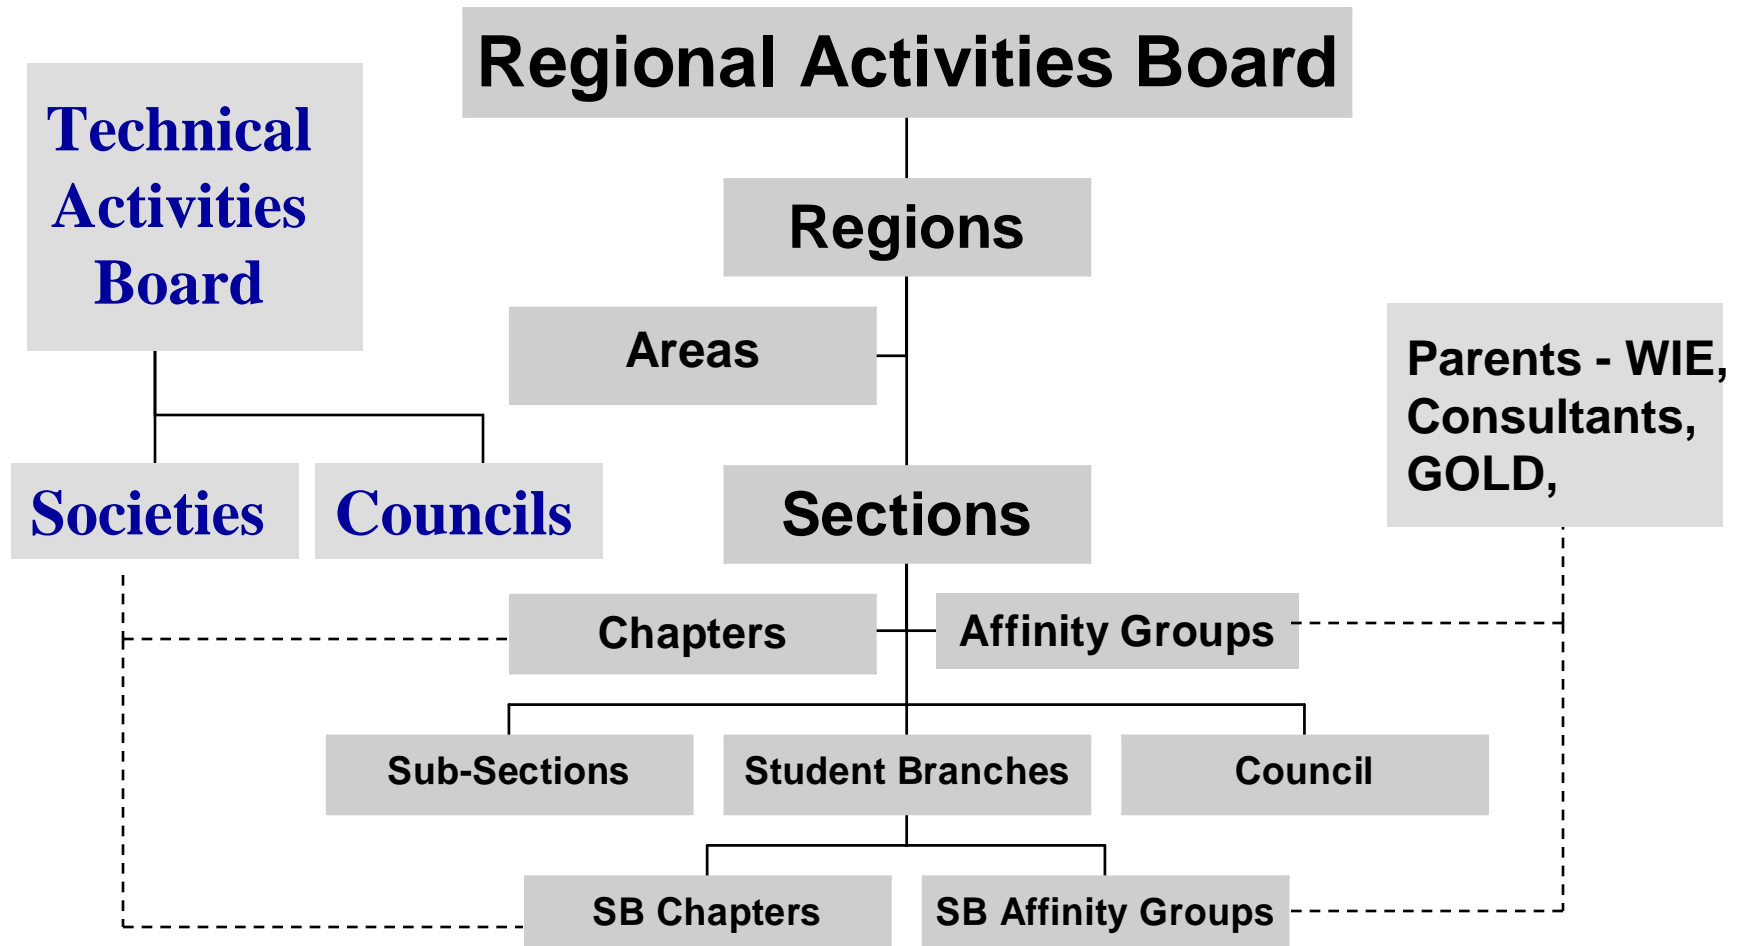 Regional Activities Board
Technical
Activities
Board
Regions
Areas
Parents - WIE,
Consultants,
GOLD,
Societies
Councils
Sections
Chapters
Affinity Groups
Sub-Sections
Student Branches
Council
SB Chapters
SB Affinity Groups